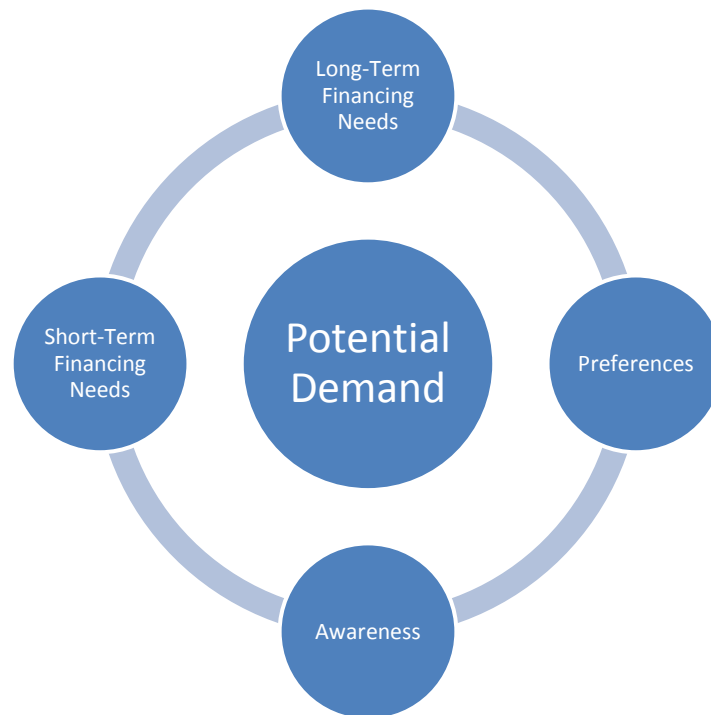 Long-Term
Financing
Needs
Short-Term
Financing
Needs
Potential
Demand
Preferences
Awareness